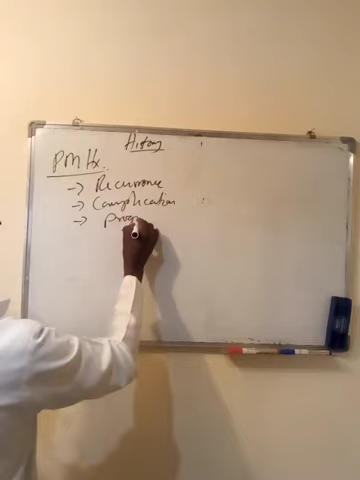 History
PMHx.
→ Recurrence
→ Complication
→